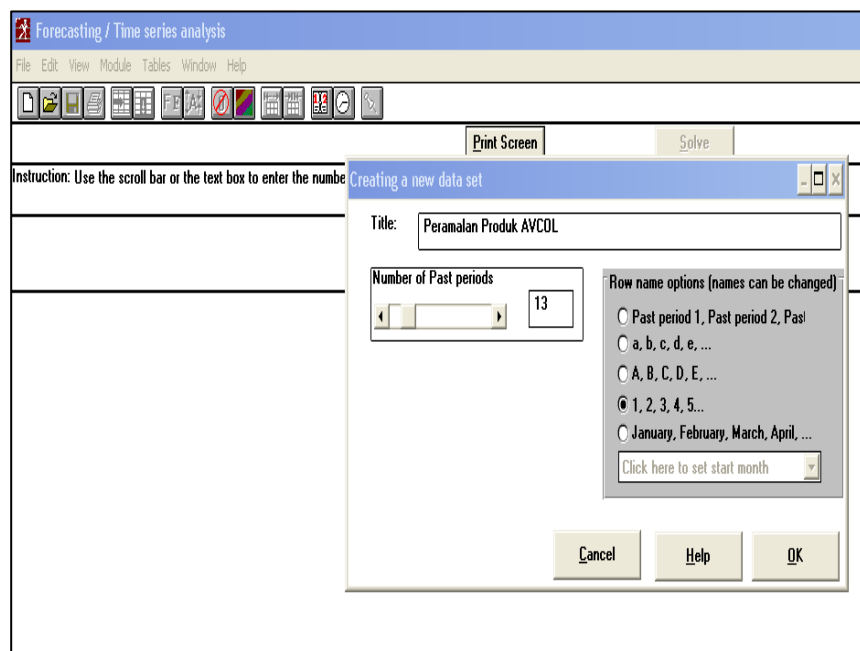 Forecasting / Time series analysis
File Edit View Module Tables Window Help
Print Screen
Solve
Instruction: Use the scroll bar or the text box to enter the numbe
Creating a new data set
Title: Peramalan Produk AVCOL
Number of Past periods
13
Row name options (names can be changed)
Past period 1, Past period 2, Past
a, b, c, d, e, ...
A, B, C, D, E, ...
1, 2, 3, 4, 5...
January, February, March, April, ...
Click here to set start month
Cancel
Help
OK